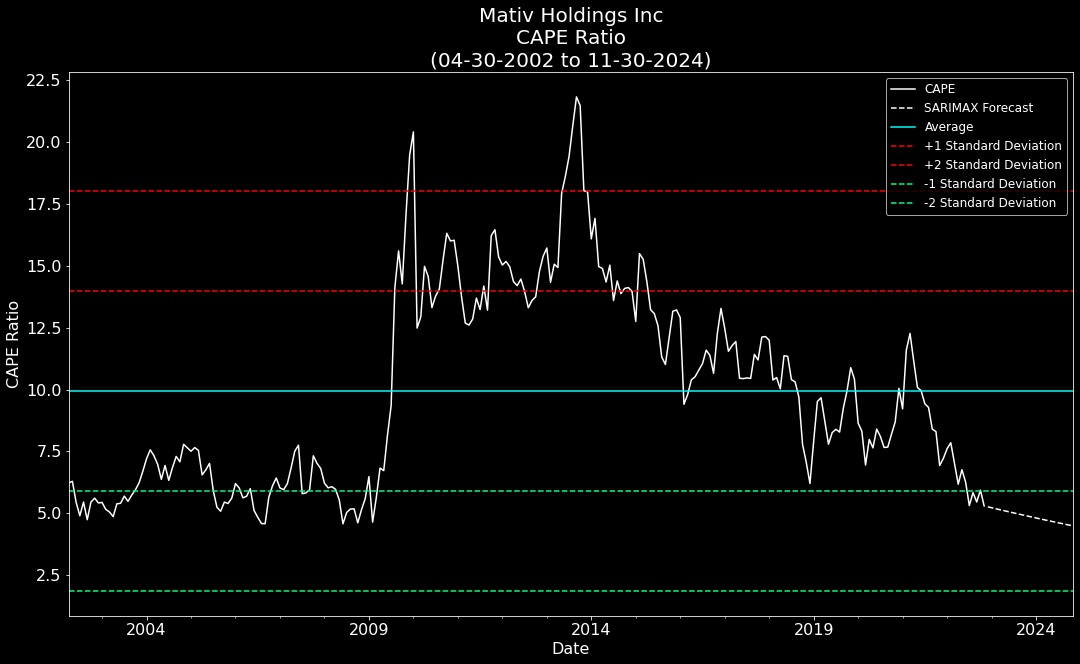 Mativ Holdings Inc
CAPE Ratio
(04-30-2002 to 11-30-2024)
22.5
20.0
17.5
15.0
12.5
10.0
7.5
5.0
2.5
CAPE Ratio
CAPE
SARIMAX Forecast
Average
+1 Standard Deviation
+2 Standard Deviation
-1 Standard Deviation
-2 Standard Deviation
2004
2009
2014
2019
2024
Date